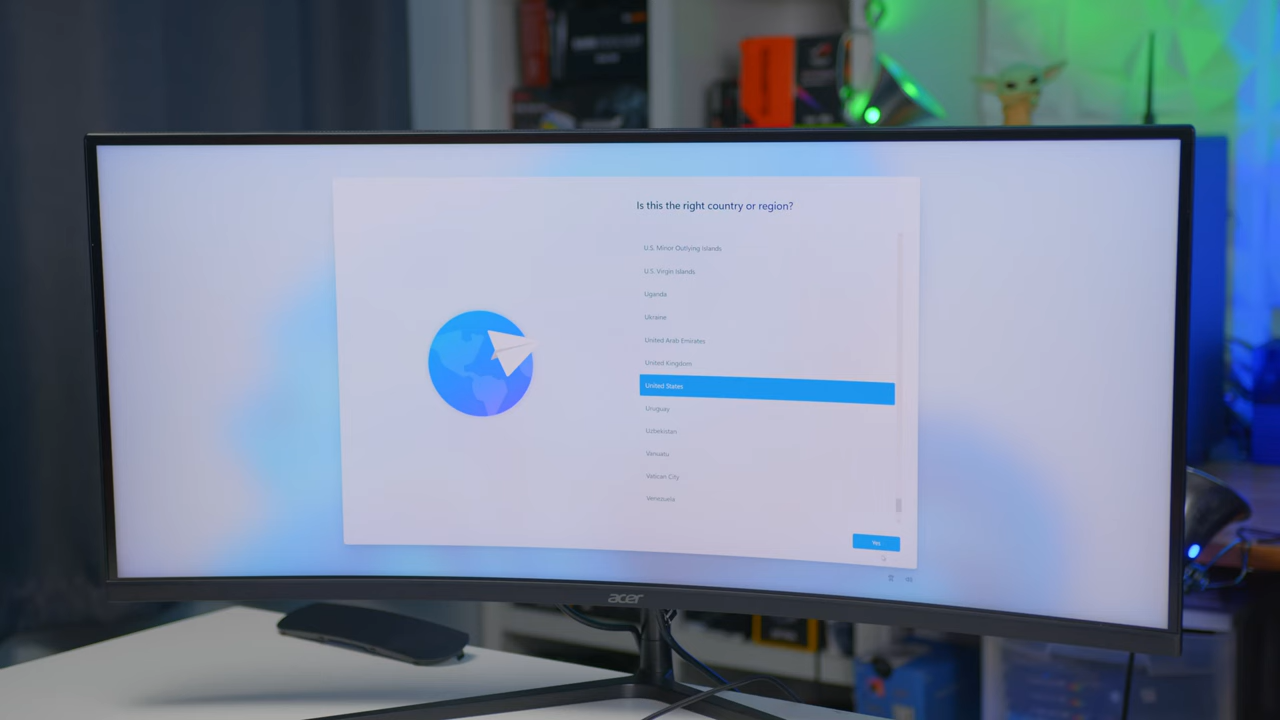 Is this the right country or region?
U.S. Minor Outlying Islands
U.S. Virgin Islands
Uganda
Ukraine
United Arab Emirates
United Kingdom
United States
Uruguay
Uzbekistan
Vanuatu
Vatican City
Venezuela
Yes
acer